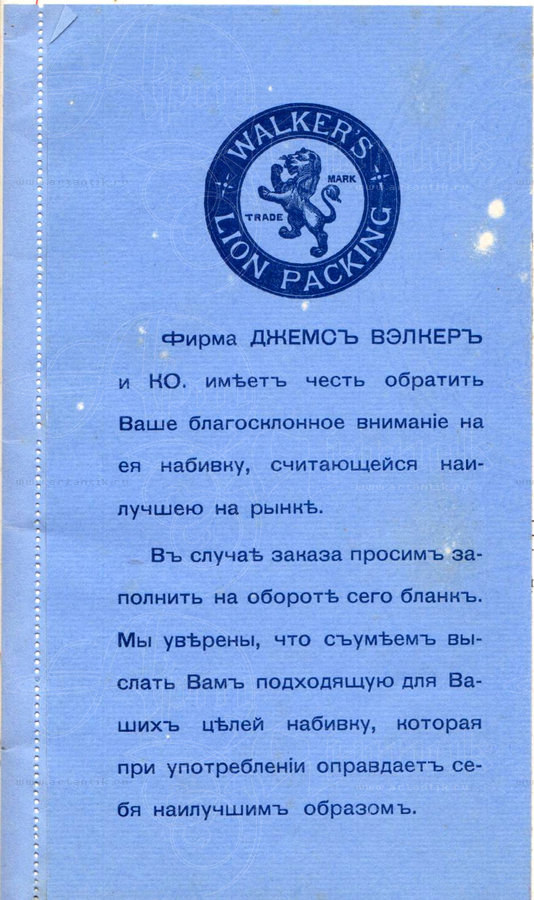 WALKER'S
LION PACKING
TRADE MARK
Фирма ДЖЕМСЪ ВЭЛКЕРЪ
и КО. имѣетъ честь обратить
Ваше благосклонное вниманіе на
ея набивку, считающейся наи-
лучшею на рынкѣ.
Въ случаѣ заказа просимъ за-
полнить на оборотѣ сего бланкъ.
Мы увѣрены, что съумѣемъ вы-
слать Вамъ подходящую для Ва-
шихъ цѣлей набивку, которая
при употребленіи оправдаетъ се-
бя наилучшимъ образомъ.